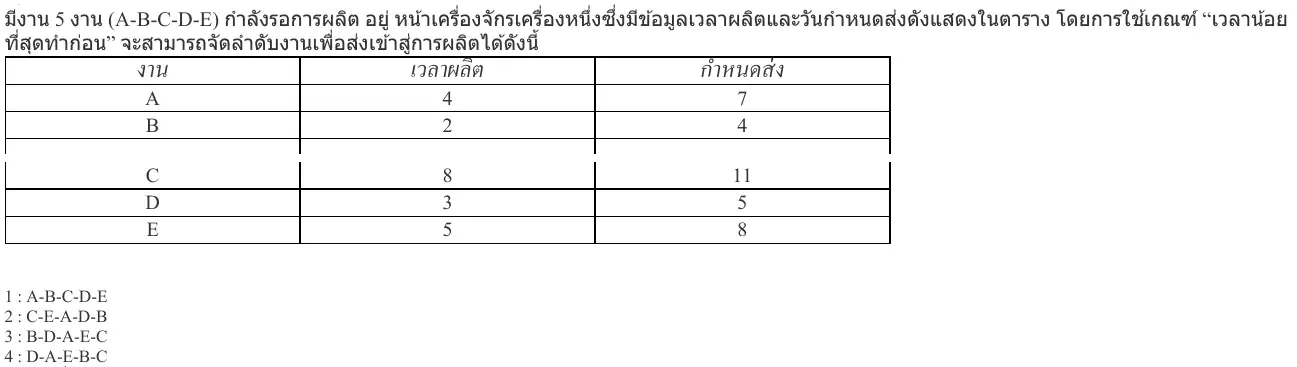 มีงาน 5 งาน (A-B-C-D-E) กำลังรอการผลิต อยู่ หน้าเครื่องจักรเครื่องหนึ่งซึ่งมีข้อมูลเวลาผลิตและวันกำหนดส่งดังแสดงในตาราง โดยการใช้เกณฑ์ “เวลาน้อย
ที่สุดทำก่อน” จะสามารถจัดลำดับงานเพื่อส่งเข้าสู่การผลิตได้ดังนี้
งาน เวลาผลิต กำหนดส่ง
A 4 7
B 2 4
C 8 11
D 3 5
E 5 8
1 : A-B-C-D-E
2 : C-E-A-D-B
3 : B-D-A-E-C
4 : D-A-E-B-C